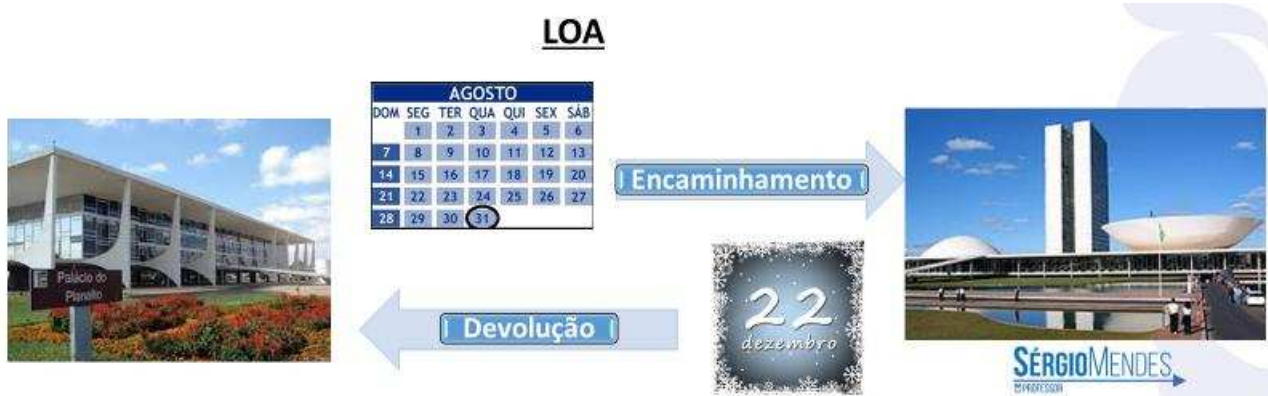 LOA
AGOSTO
DOM SEG TER QUA QUI SEX SÁB
1 2 3 4 5 6
7 8 9 10 11 12 13
14 15 16 17 18 19 20
21 22 23 24 25 26 27
28 29 30 31
Encaminhamento
Palácio do
Planalto
22
dezembro
Devolução
SÉRGIOMENDES
PROFESSOR